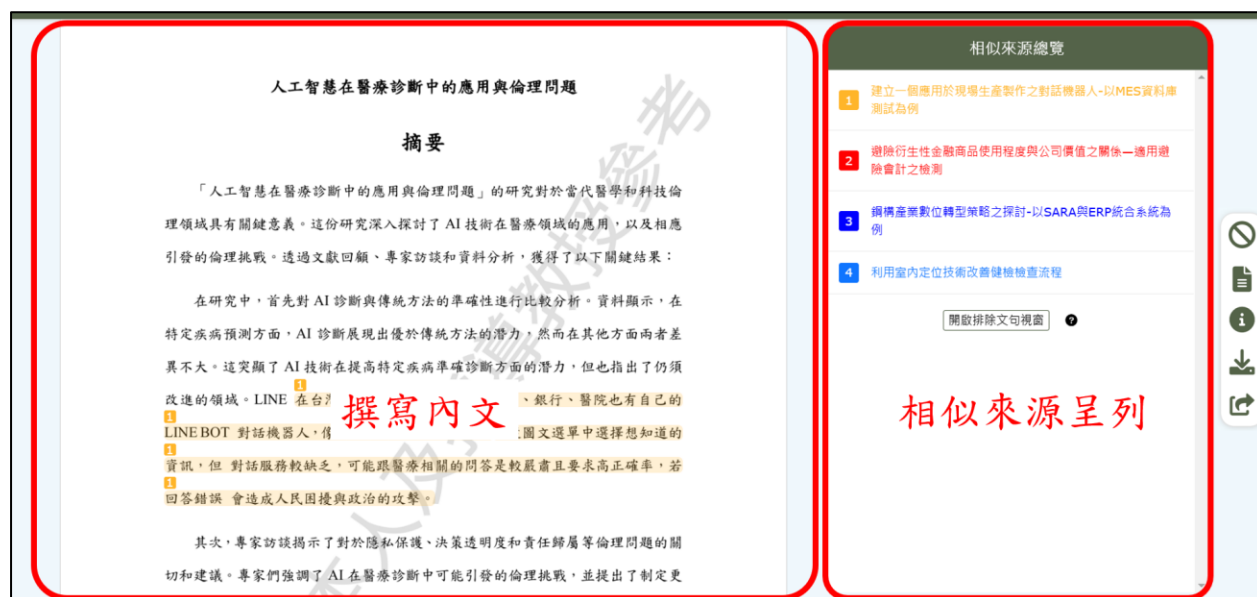 人工智慧在醫療診斷中的應用與倫理問題
摘要
「人工智慧在醫療診斷中的應用與倫理問題」的研究對於當代醫學和科技倫
理領域具有關鍵意義。這份研究深入探討了 AI 技術在醫療領域的應用,以及相應
引發的倫理挑戰。透過文獻回顧、專家訪談和資料分析,獲得了以下關鍵結果:
在研究中,首先對 AI 診斷與傳統方法的準確性進行比較分析。資料顯示,在
特定疾病預測方面,AI 診斷展現出優於傳統方法的潛力,然而在其他方面兩者差
異不大。這突顯了 AI 技術在提高特定疾病準確診斷方面的潛力,但也指出了仍須
1
改進的領域。LINE 在台 、銀行、醫院也有自己的
撰寫內文
1
LINE BOT 對話機器人, 圖文選單中選擇想知道的
1
資訊,但 對話服務較缺乏,可能跟醫療相關的問答是較嚴肅且要求高正確率,若
1
回答錯誤 會造成人民困擾與政治的攻擊。
其次,專家訪談揭示了對於隱私保護、決策透明度和責任歸屬等倫理問題的關
切和建議。專家們強調了 AI 在醫療診斷中可能引發的倫理挑戰,並提出了制定更
本人及指導教授參考
相似來源總覽
1 建立一個應用於現場生產製作之對話機器人-以MES資料庫
測試為例
2 避險衍生性金融商品使用程度與公司價值之關係—適用避
險會計之檢測
3 鋼構產業數位轉型策略之探討-以SARA與ERP統合系統為
例
4 利用室內定位技術改善健檢檢查流程
開啟排除文句視窗 ?
相似來源呈列